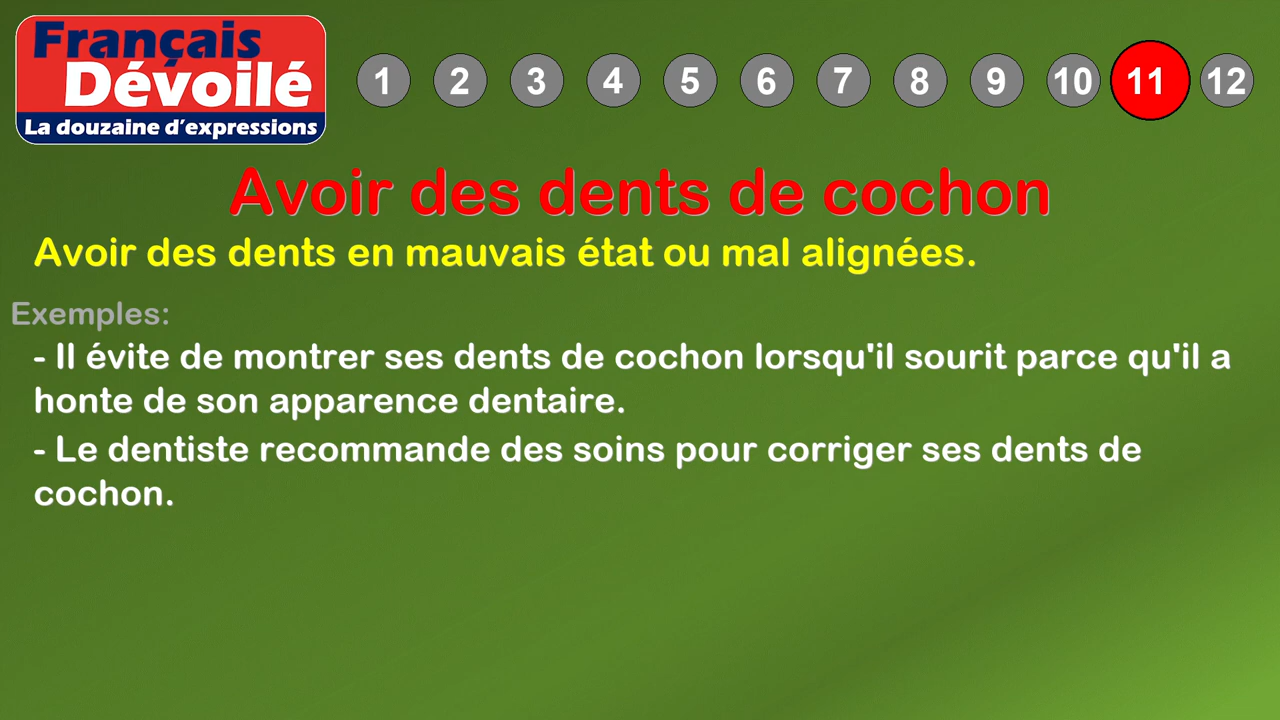 Français
Dévoilé
La douzaine d'expressions
1 2 3 4 5 6 7 8 9 10 11 12
Avoir des dents de cochon
Avoir des dents en mauvais état ou mal alignées.
Exemples:
- Il évite de montrer ses dents de cochon lorsqu'il sourit parce qu'il a
honte de son apparence dentaire.
- Le dentiste recommande des soins pour corriger ses dents de
cochon.